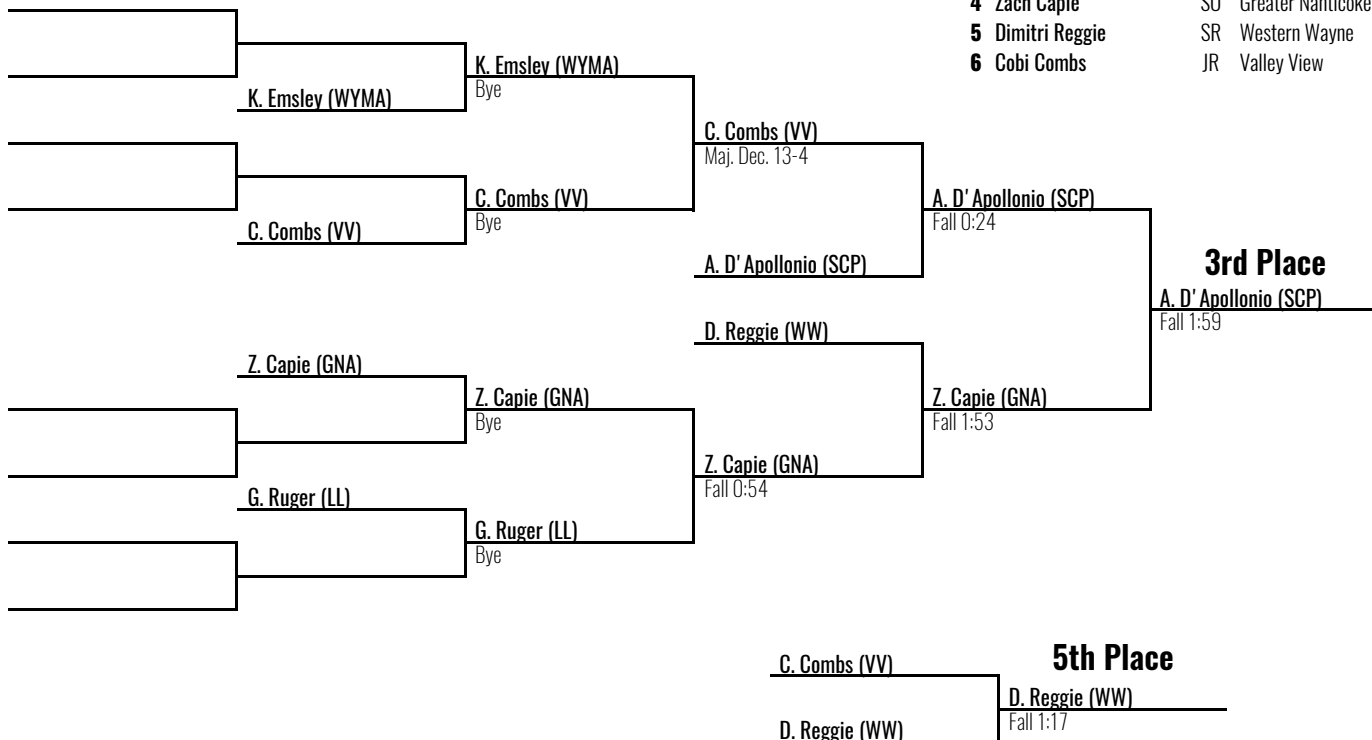 4 Zach Capie SO Greater Nanticoke
5 Dimitri Reggie SR Western Wayne
6 Cobi Combs JR Valley View
K. Emsley (WYMA)
Bye
K. Emsley (WYMA)
C. Combs (VV)
Maj. Dec. 13-4
C. Combs (VV)
Bye
A. D'Apollonio (SCP)
Fall 0:24
C. Combs (VV)
A. D'Apollonio (SCP)
3rd Place
A. D'Apollonio (SCP)
Fall 1:59
D. Reggie (WW)
Z. Capie (GNA)
Z. Capie (GNA)
Bye
Z. Capie (GNA)
Fall 1:53
Z. Capie (GNA)
Fall 0:54
G. Ruger (LL)
G. Ruger (LL)
Bye
5th Place
C. Combs (VV)
D. Reggie (WW)
Fall 1:17
D. Reggie (WW)